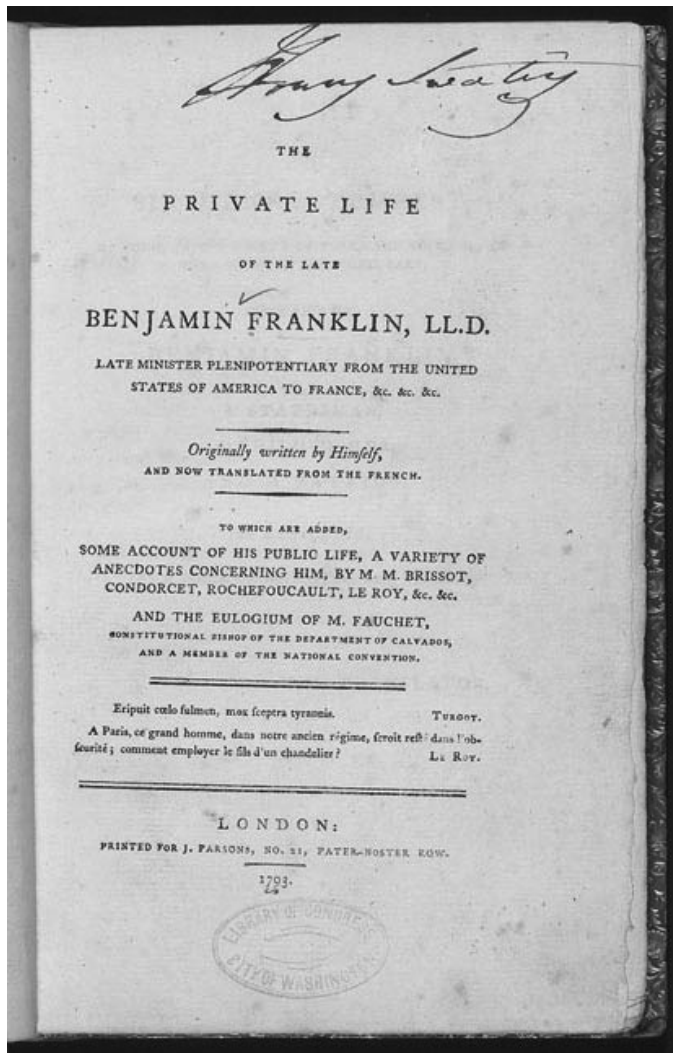 THE
PRIVATE LIFE
OF THE LATE
BENJAMIN FRANKLIN, LL.D.
LATE MINISTER PLENIPOTENTIARY FROM THE UNITED
STATES OF AMERICA TO FRANCE, &c. &c. &c.
Originally written by Himſelf,
AND NOW TRANSLATED FROM THE FRENCH.
TO WHICH ARE ADDED,
SOME ACCOUNT OF HIS PUBLIC LIFE, A VARIETY OF
ANECDOTES CONCERNING HIM, BY M. M. BRISSOT,
CONDORCET, ROCHEFOUCAULT, LE ROY, &c. &c.
AND THE EULOGIUM OF M. FAUCHET,
CONSTITUTIONAL BISHOP OF THE DEPARTMENT OF CALVADOS,
AND A MEMBER OF THE NATIONAL CONVENTION.
Eripuit cœlo fulmen, mox ſceptra tyrannis. TURGOT.
A Paris, ce grand homme, dans notre ancien régime, ſeroit reſté dans l'ob-
ſcurité; comment employer le fils d'un chandelier? LE ROY.
LONDON:
PRINTED FOR J. PARSONS, NO. 21, PATER-NOSTER ROW.
1793.
LIBRARY OF CONGRESS
CITY OF WASHINGTON